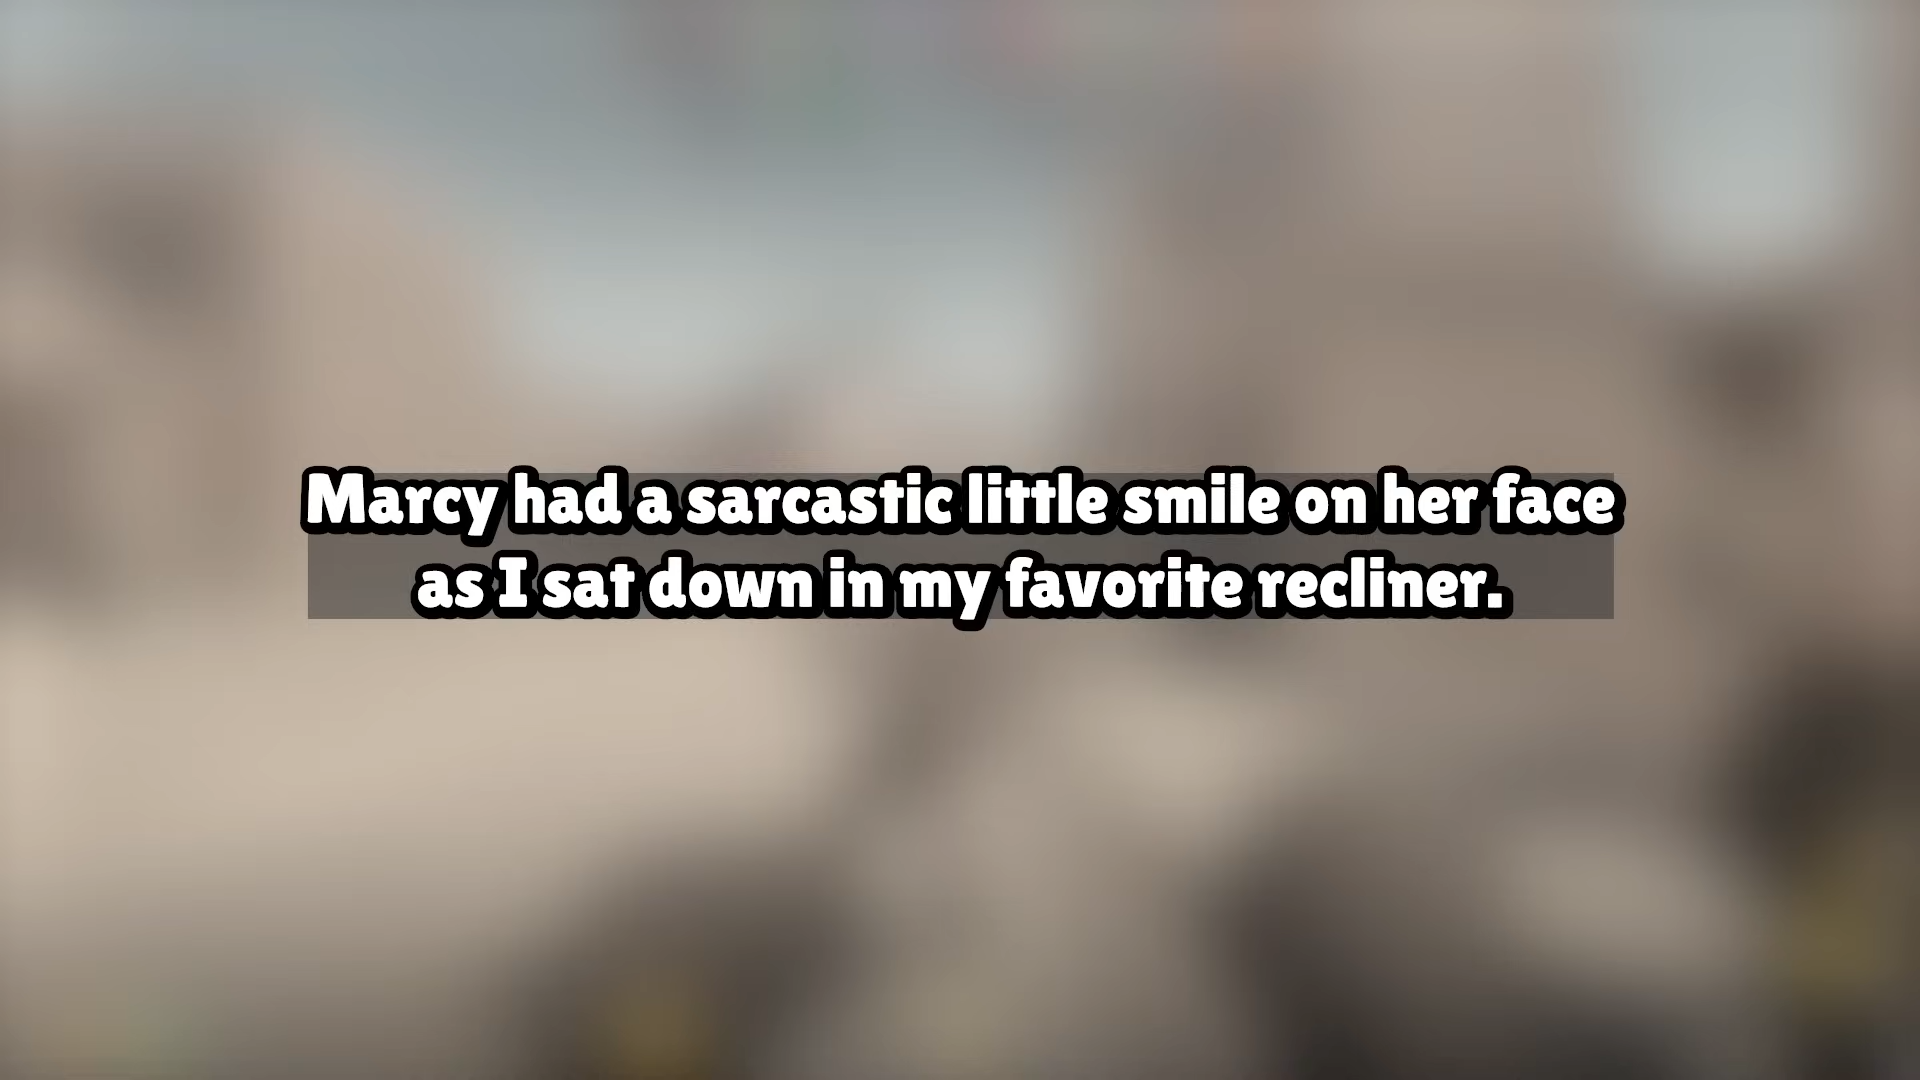 Marcy had a sarcastic little smile on her face
as I sat down in my favorite recliner.